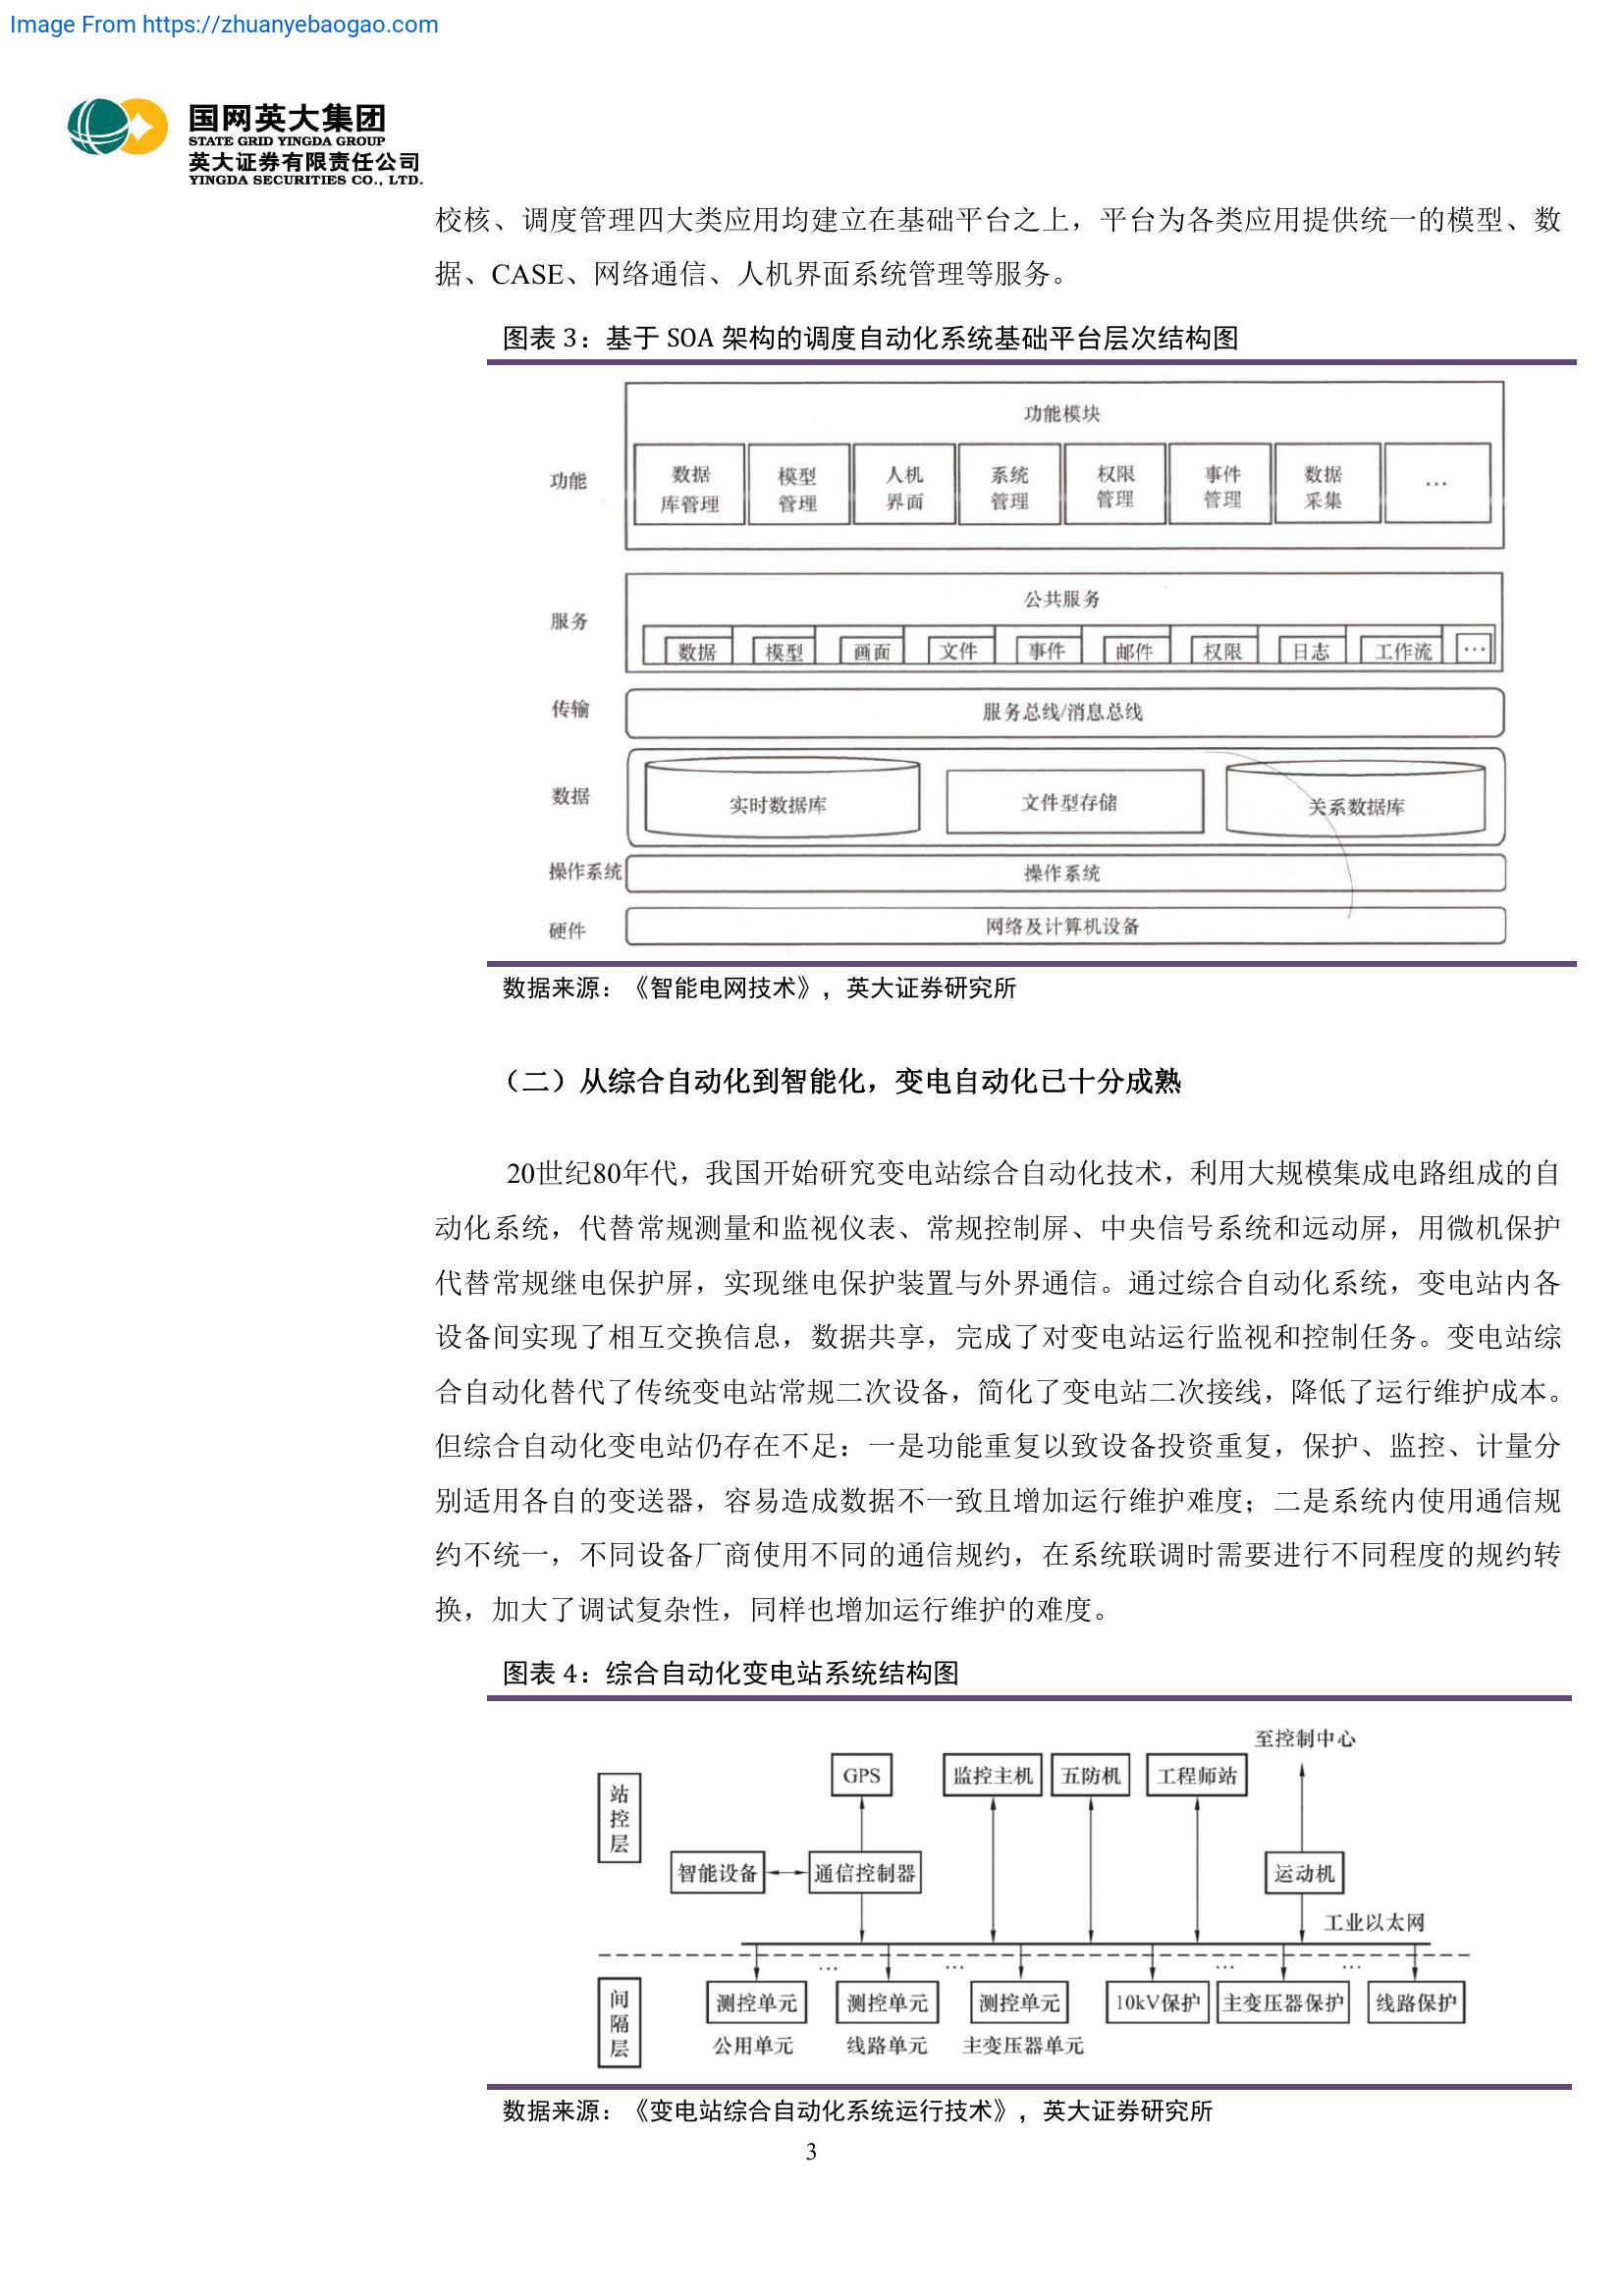 Image From https://zhuanyebaogao.com
国网英大集团
STATE GRID YINGDA GROUP
英大证券有限责任公司
YINGDA SECURITIES CO., LTD.
校核、调度管理四大类应用均建立在基础平台之上，平台为各类应用提供统一的模型、数
据、CASE、网络通信、人机界面系统管理等服务。
图表 3：基于 SOA 架构的调度自动化系统基础平台层次结构图
功能模块
功能
数据
库管理
模型
管理
人机
界面
系统
管理
权限
管理
事件
管理
数据
采集
…
公共服务
服务
数据 模型 画面 文件 事件 邮件 权限 日志 工作流 …
传输
服务总线/消息总线
数据
实时数据库
文件型存储
关系数据库
操作系统
操作系统
硬件
网络及计算机设备
数据来源：《智能电网技术》，英大证券研究所
（二）从综合自动化到智能化，变电自动化已十分成熟
20世纪80年代，我国开始研究变电站综合自动化技术，利用大规模集成电路组成的自
动化系统，代替常规测量和监视仪表、常规控制屏、中央信号系统和远动屏，用微机保护
代替常规继电保护屏，实现继电保护装置与外界通信。通过综合自动化系统，变电站内各
设备间实现了相互交换信息，数据共享，完成了对变电站运行监视和控制任务。变电站综
合自动化替代了传统变电站常规二次设备，简化了变电站二次接线，降低了运行维护成本。
但综合自动化变电站仍存在不足：一是功能重复以致设备投资重复，保护、监控、计量分
别适用各自的变送器，容易造成数据不一致且增加运行维护难度；二是系统内使用通信规
约不统一，不同设备厂商使用不同的通信规约，在系统联调时需要进行不同程度的规约转
换，加大了调试复杂性，同样也增加运行维护的难度。
图表 4：综合自动化变电站系统结构图
至控制中心
站控层
GPS
监控主机
五防机
工程师站
智能设备
通信控制器
运动机
工业以太网
… … … …
间隔层
测控单元
测控单元
测控单元
10kV保护
主变压器保护
线路保护
公用单元
线路单元
主变压器单元
数据来源：《变电站综合自动化系统运行技术》，英大证券研究所
3